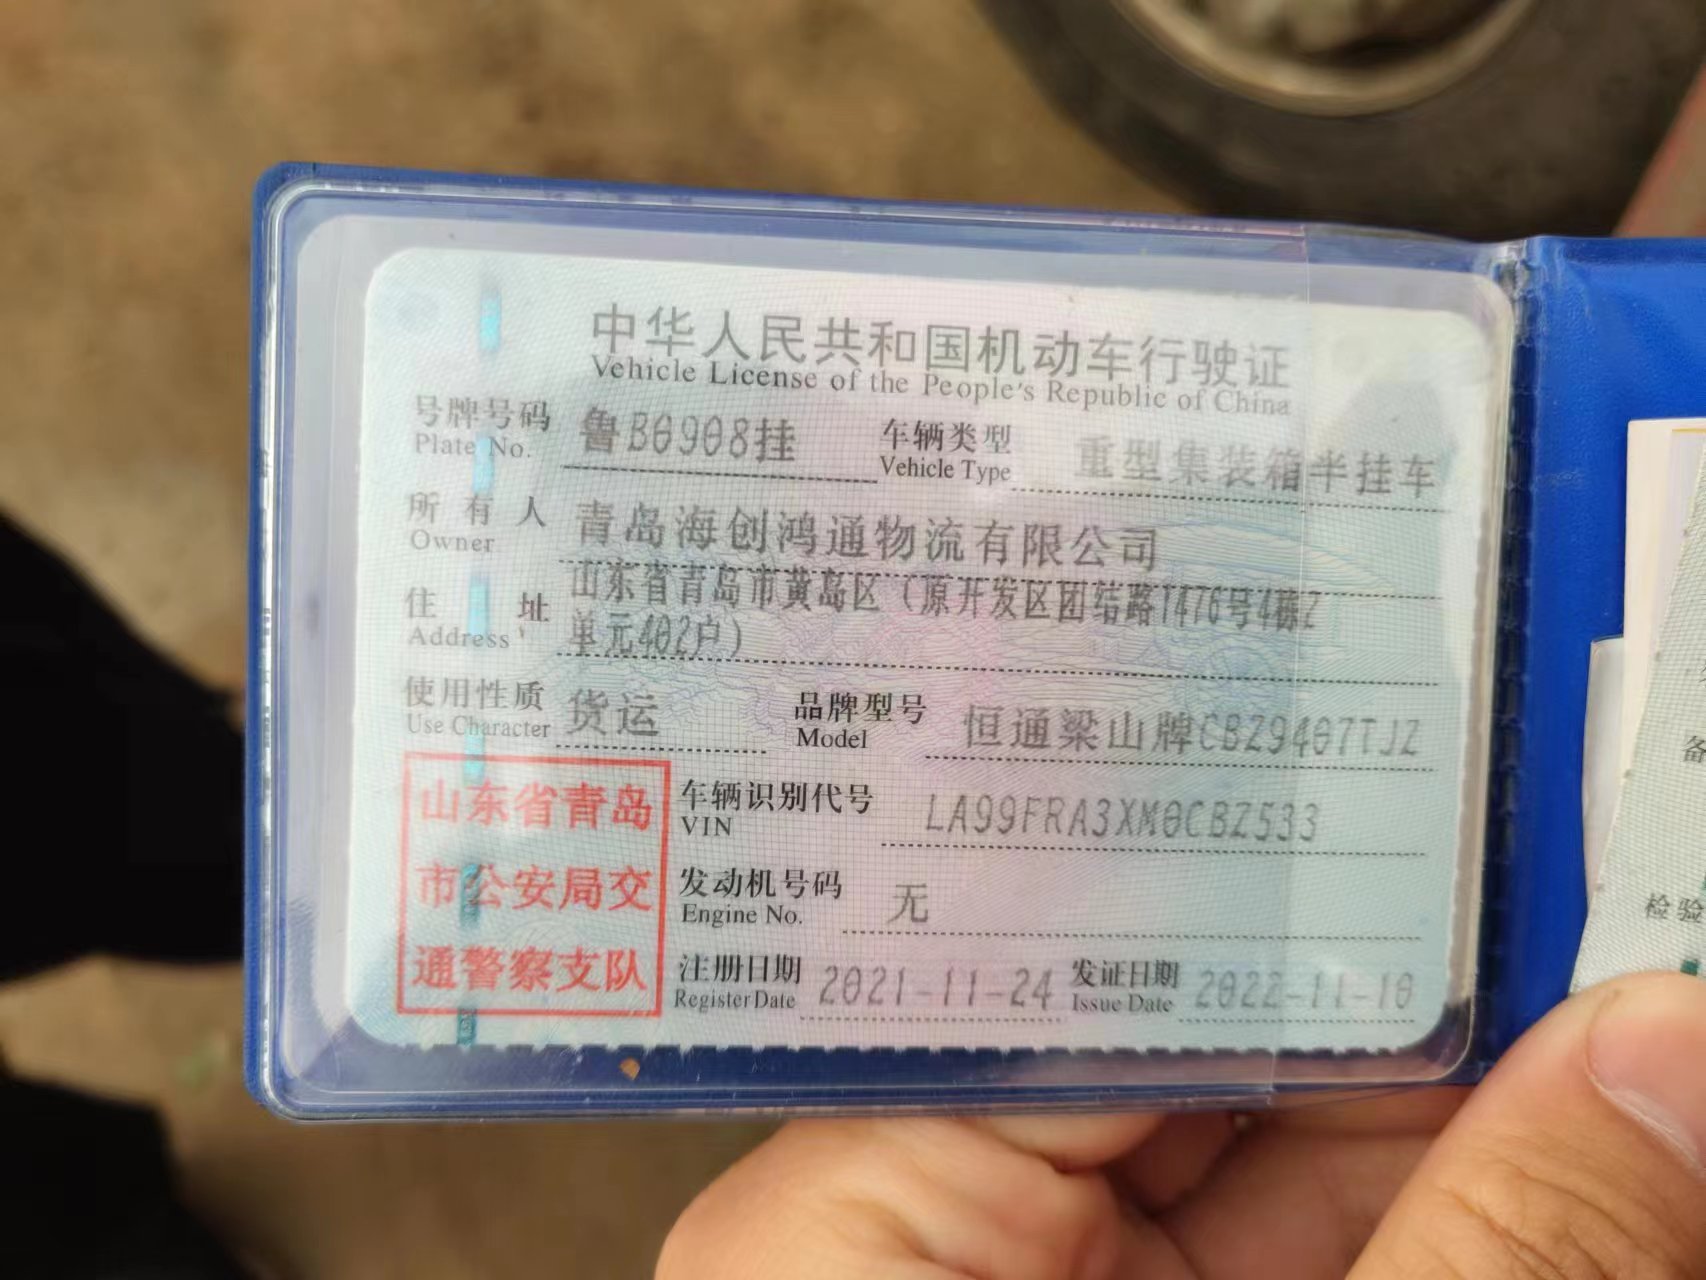 中华人民共和国机动车行驶证
Vehicle License of the People's Republic of China
号牌号码 鲁B0908挂 车辆类型 重型集装箱半挂车
Plate No. Vehicle Type
所有人 青岛海创鸿通物流有限公司
Owner
住址 山东省青岛市黄岛区（原开发区团结路1476号4栋2
Address 单元402户）
使用性质 货运 品牌型号 恒通梁山牌CBZ9407TJZ
Use Character Model
山东省青岛
市公安局交
通警察支队
车辆识别代号 LA99FRA3XM0CBZ533
VIN
发动机号码 无
Engine No.
注册日期 2021-11-24 发证日期 2022-11-10
Register Date Issue Date
备
检验